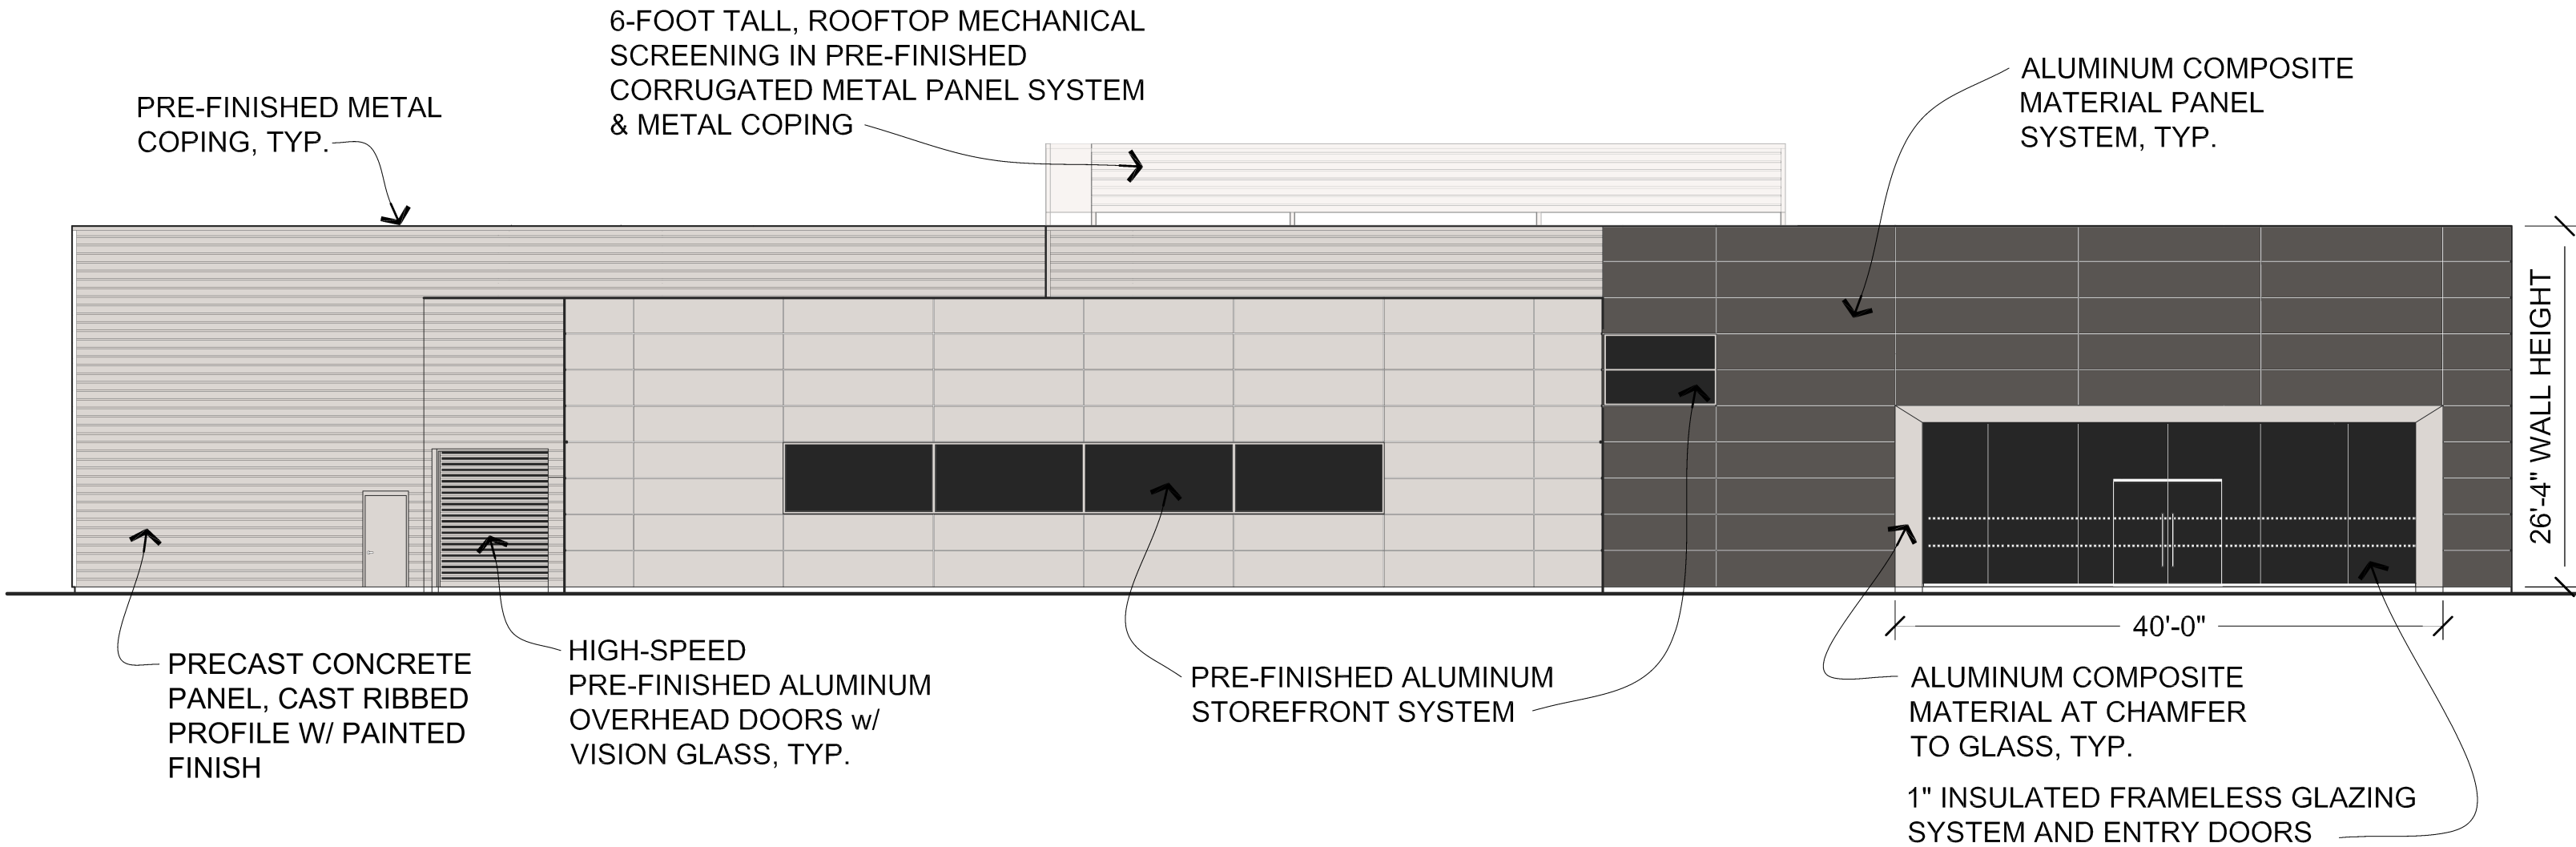 6-FOOT TALL, ROOFTOP MECHANICAL
SCREENING IN PRE-FINISHED
CORRUGATED METAL PANEL SYSTEM
& METAL COPING
PRE-FINISHED METAL
COPING, TYP.
ALUMINUM COMPOSITE
MATERIAL PANEL
SYSTEM, TYP.
26'-4" WALL HEIGHT
40'-0"
PRECAST CONCRETE
PANEL, CAST RIBBED
PROFILE W/ PAINTED
FINISH
HIGH-SPEED
PRE-FINISHED ALUMINUM
OVERHEAD DOORS w/
VISION GLASS, TYP.
PRE-FINISHED ALUMINUM
STOREFRONT SYSTEM
ALUMINUM COMPOSITE
MATERIAL AT CHAMFER
TO GLASS, TYP.
1" INSULATED FRAMELESS GLAZING
SYSTEM AND ENTRY DOORS